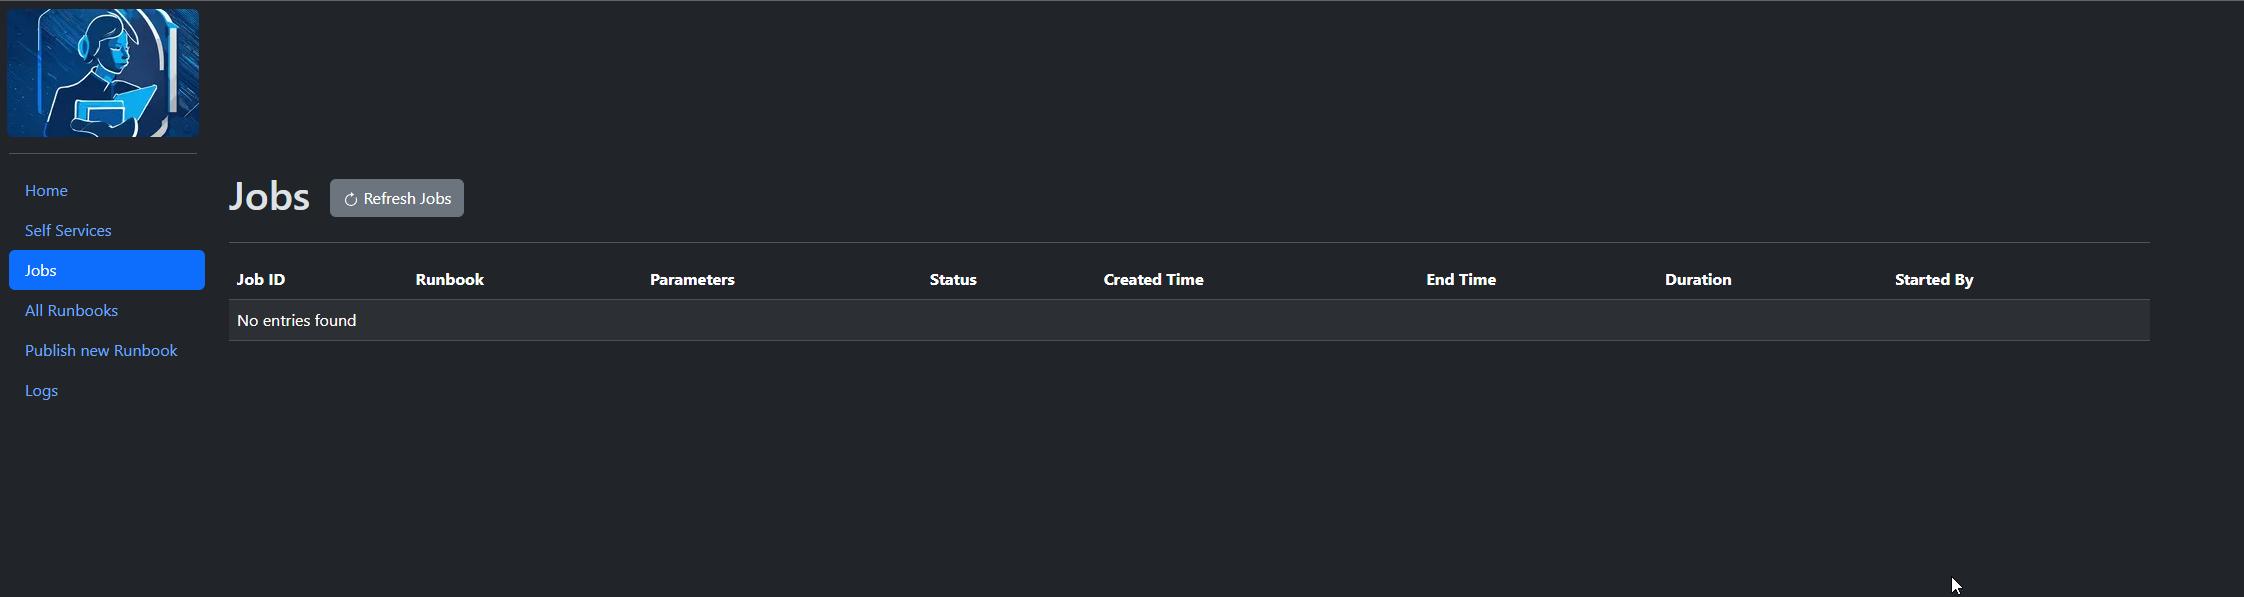 Home
Self Services
Jobs
All Runbooks
Publish new Runbook
Logs
Jobs Refresh Jobs
Job ID Runbook Parameters Status Created Time End Time Duration Started By
No entries found